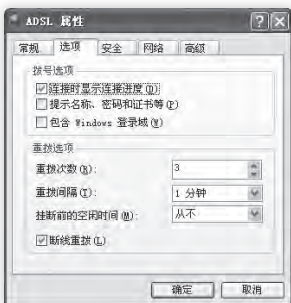 ADSL 属性
常规 选项 安全 网络 高级
拨号选项
连接时显示连接进度(D)
提示名称、密码和证书等(P)
包含 Windows 登录域(W)
重拨选项
重拨次数(R): 3
重拨间隔(T): 1 分钟
挂断前的空闲时间(M): 从不
断线重拨(L)
确定 取消